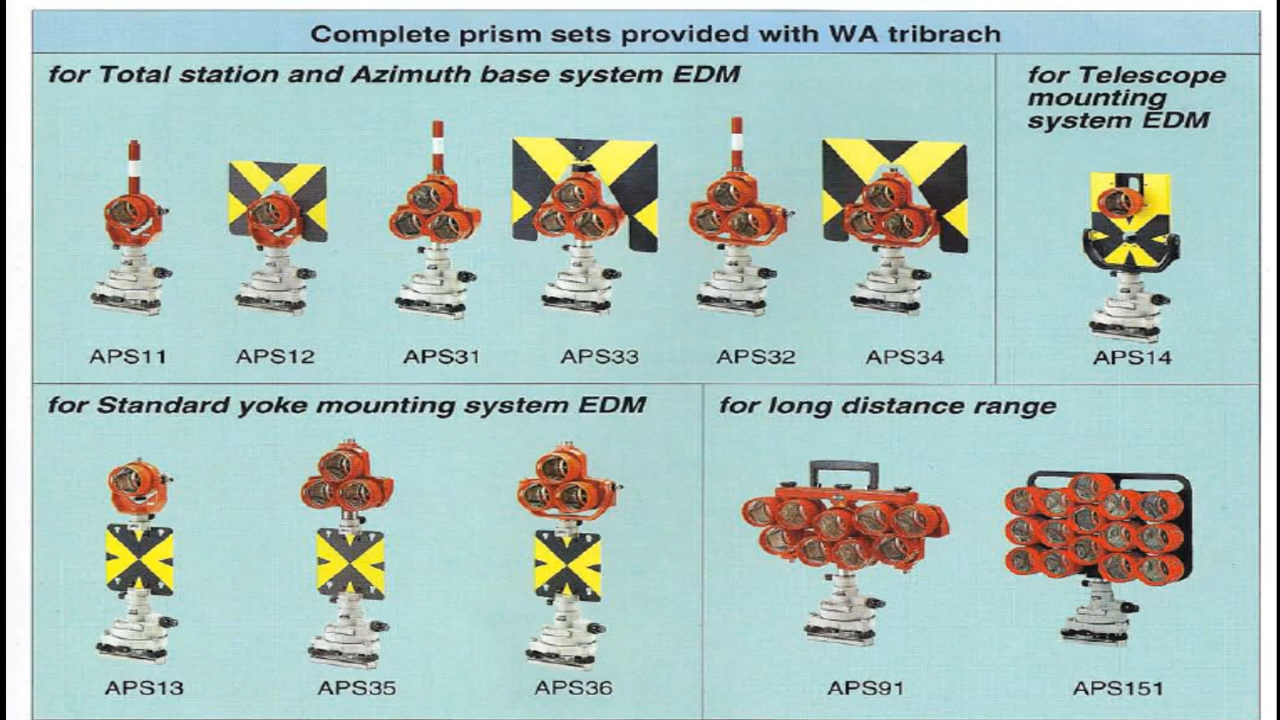 Complete prism sets provided with WA tribrach
for Total station and Azimuth base system EDM
for Telescope
mounting
system EDM
APS11
APS12
APS31
APS33
APS32
APS34
APS14
for Standard yoke mounting system EDM
for long distance range
APS13
APS35
APS36
APS91
APS151